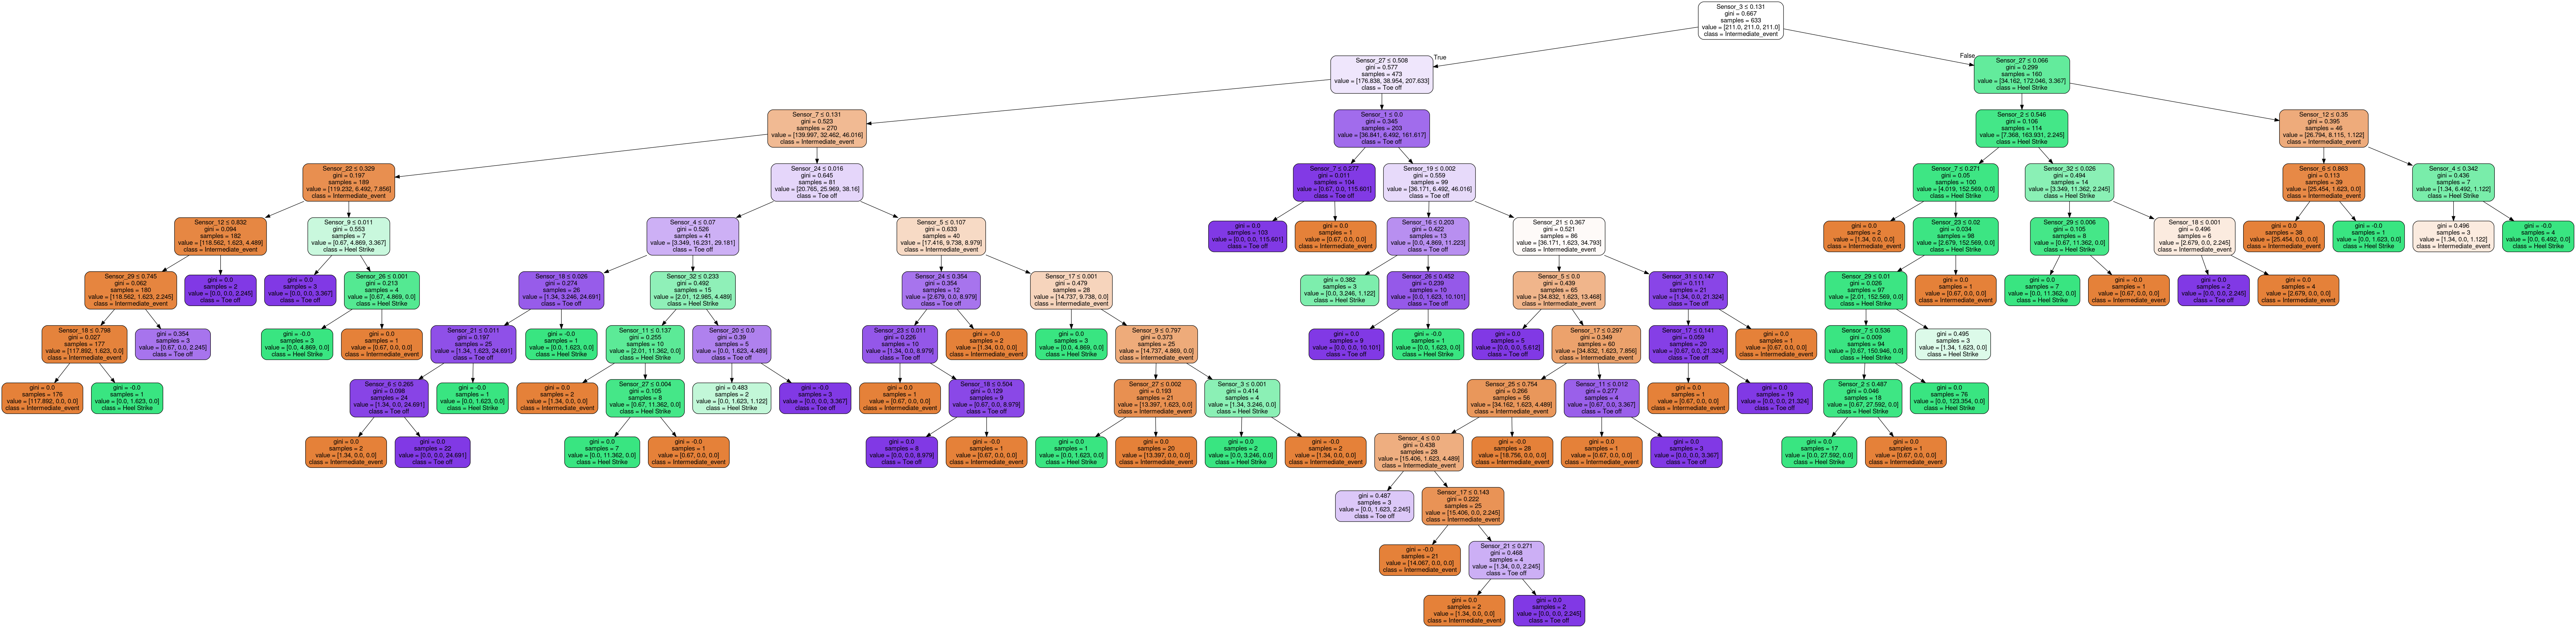 Sensor_3 ≤ 0.131
gini = 0.667
samples = 633
value = [211.0, 211.0, 211.0]
class = Intermediate_event
True
False
Sensor_27 ≤ 0.508
gini = 0.577
samples = 473
value = [176.838, 38.954, 207.633]
class = Toe off
Sensor_27 ≤ 0.066
gini = 0.299
samples = 160
value = [34.162, 172.046, 3.367]
class = Heel Strike
Sensor_7 ≤ 0.131
gini = 0.523
samples = 270
value = [139.997, 32.462, 46.016]
class = Intermediate_event
Sensor_1 ≤ 0.0
gini = 0.345
samples = 203
value = [36.841, 6.492, 161.617]
class = Toe off
Sensor_2 ≤ 0.546
gini = 0.106
samples = 114
value = [7.368, 163.931, 2.245]
class = Heel Strike
Sensor_12 ≤ 0.35
gini = 0.395
samples = 46
value = [26.794, 8.115, 1.122]
class = Intermediate_event
Sensor_22 ≤ 0.329
gini = 0.197
samples = 189
value = [119.232, 6.492, 7.856]
class = Intermediate_event
Sensor_24 ≤ 0.016
gini = 0.645
samples = 81
value = [20.765, 25.969, 38.16]
class = Toe off
Sensor_7 ≤ 0.277
gini = 0.011
samples = 104
value = [0.67, 0.0, 115.601]
class = Toe off
Sensor_19 ≤ 0.002
gini = 0.559
samples = 99
value = [36.171, 6.492, 46.016]
class = Toe off
Sensor_7 ≤ 0.271
gini = 0.05
samples = 100
value = [4.019, 152.569, 0.0]
class = Heel Strike
Sensor_32 ≤ 0.026
gini = 0.494
samples = 14
value = [3.349, 11.362, 2.245]
class = Heel Strike
Sensor_6 ≤ 0.863
gini = 0.113
samples = 39
value = [25.454, 1.623, 0.0]
class = Intermediate_event
Sensor_4 ≤ 0.342
gini = 0.436
samples = 7
value = [1.34, 6.492, 1.122]
class = Heel Strike
Sensor_12 ≤ 0.832
gini = 0.094
samples = 182
value = [118.562, 1.623, 4.489]
class = Intermediate_event
Sensor_9 ≤ 0.011
gini = 0.553
samples = 7
value = [0.67, 4.869, 3.367]
class = Heel Strike
Sensor_4 ≤ 0.07
gini = 0.526
samples = 41
value = [3.349, 16.231, 29.181]
class = Toe off
Sensor_5 ≤ 0.107
gini = 0.633
samples = 40
value = [17.416, 9.738, 8.979]
class = Intermediate_event
gini = 0.0
samples = 103
value = [0.0, 0.0, 115.601]
class = Toe off
gini = 0.0
samples = 1
value = [0.67, 0.0, 0.0]
class = Intermediate_event
Sensor_16 ≤ 0.203
gini = 0.422
samples = 13
value = [0.0, 4.869, 11.223]
class = Toe off
Sensor_21 ≤ 0.367
gini = 0.521
samples = 86
value = [36.171, 1.623, 34.793]
class = Intermediate_event
gini = 0.0
samples = 2
value = [1.34, 0.0, 0.0]
class = Intermediate_event
Sensor_23 ≤ 0.02
gini = 0.034
samples = 98
value = [2.679, 152.569, 0.0]
class = Heel Strike
Sensor_29 ≤ 0.006
gini = 0.105
samples = 8
value = [0.67, 11.362, 0.0]
class = Heel Strike
Sensor_18 ≤ 0.001
gini = 0.496
samples = 6
value = [2.679, 0.0, 2.245]
class = Intermediate_event
gini = 0.0
samples = 38
value = [25.454, 0.0, 0.0]
class = Intermediate_event
gini = -0.0
samples = 1
value = [0.0, 1.623, 0.0]
class = Heel Strike
gini = 0.496
samples = 3
value = [1.34, 0.0, 1.122]
class = Intermediate_event
gini = -0.0
samples = 4
value = [0.0, 6.492, 0.0]
class = Heel Strike
Sensor_29 ≤ 0.745
gini = 0.062
samples = 180
value = [118.562, 1.623, 2.245]
class = Intermediate_event
gini = 0.0
samples = 2
value = [0.0, 0.0, 2.245]
class = Toe off
gini = 0.0
samples = 3
value = [0.0, 0.0, 3.367]
class = Toe off
Sensor_26 ≤ 0.001
gini = 0.213
samples = 4
value = [0.67, 4.869, 0.0]
class = Heel Strike
Sensor_18 ≤ 0.026
gini = 0.274
samples = 26
value = [1.34, 3.246, 24.691]
class = Toe off
Sensor_32 ≤ 0.233
gini = 0.492
samples = 15
value = [2.01, 12.985, 4.489]
class = Heel Strike
Sensor_24 ≤ 0.354
gini = 0.354
samples = 12
value = [2.679, 0.0, 8.979]
class = Toe off
Sensor_17 ≤ 0.001
gini = 0.479
samples = 28
value = [14.737, 9.738, 0.0]
class = Intermediate_event
gini = 0.382
samples = 3
value = [0.0, 3.246, 1.122]
class = Heel Strike
Sensor_26 ≤ 0.452
gini = 0.239
samples = 10
value = [0.0, 1.623, 10.101]
class = Toe off
Sensor_5 ≤ 0.0
gini = 0.439
samples = 65
value = [34.832, 1.623, 13.468]
class = Intermediate_event
Sensor_31 ≤ 0.147
gini = 0.111
samples = 21
value = [1.34, 0.0, 21.324]
class = Toe off
Sensor_29 ≤ 0.01
gini = 0.026
samples = 97
value = [2.01, 152.569, 0.0]
class = Heel Strike
gini = 0.0
samples = 1
value = [0.67, 0.0, 0.0]
class = Intermediate_event
gini = 0.0
samples = 7
value = [0.0, 11.362, 0.0]
class = Heel Strike
gini = -0.0
samples = 1
value = [0.67, 0.0, 0.0]
class = Intermediate_event
gini = 0.0
samples = 2
value = [0.0, 0.0, 2.245]
class = Toe off
gini = 0.0
samples = 4
value = [2.679, 0.0, 0.0]
class = Intermediate_event
Sensor_18 ≤ 0.798
gini = 0.027
samples = 177
value = [117.892, 1.623, 0.0]
class = Intermediate_event
gini = 0.354
samples = 3
value = [0.67, 0.0, 2.245]
class = Toe off
gini = -0.0
samples = 3
value = [0.0, 4.869, 0.0]
class = Heel Strike
gini = 0.0
samples = 1
value = [0.67, 0.0, 0.0]
class = Intermediate_event
Sensor_21 ≤ 0.011
gini = 0.197
samples = 25
value = [1.34, 1.623, 24.691]
class = Toe off
gini = -0.0
samples = 1
value = [0.0, 1.623, 0.0]
class = Heel Strike
Sensor_11 ≤ 0.137
gini = 0.255
samples = 10
value = [2.01, 11.362, 0.0]
class = Heel Strike
Sensor_20 ≤ 0.0
gini = 0.39
samples = 5
value = [0.0, 1.623, 4.489]
class = Toe off
Sensor_23 ≤ 0.011
gini = 0.226
samples = 10
value = [1.34, 0.0, 8.979]
class = Toe off
gini = -0.0
samples = 2
value = [1.34, 0.0, 0.0]
class = Intermediate_event
gini = 0.0
samples = 3
value = [0.0, 4.869, 0.0]
class = Heel Strike
Sensor_9 ≤ 0.797
gini = 0.373
samples = 25
value = [14.737, 4.869, 0.0]
class = Intermediate_event
gini = 0.0
samples = 9
value = [0.0, 0.0, 10.101]
class = Toe off
gini = -0.0
samples = 1
value = [0.0, 1.623, 0.0]
class = Heel Strike
gini = 0.0
samples = 5
value = [0.0, 0.0, 5.612]
class = Toe off
Sensor_17 ≤ 0.297
gini = 0.349
samples = 60
value = [34.832, 1.623, 7.856]
class = Intermediate_event
Sensor_17 ≤ 0.141
gini = 0.059
samples = 20
value = [0.67, 0.0, 21.324]
class = Toe off
gini = 0.0
samples = 1
value = [0.67, 0.0, 0.0]
class = Intermediate_event
Sensor_7 ≤ 0.536
gini = 0.009
samples = 94
value = [0.67, 150.946, 0.0]
class = Heel Strike
gini = 0.495
samples = 3
value = [1.34, 1.623, 0.0]
class = Heel Strike
gini = 0.0
samples = 176
value = [117.892, 0.0, 0.0]
class = Intermediate_event
gini = -0.0
samples = 1
value = [0.0, 1.623, 0.0]
class = Heel Strike
Sensor_6 ≤ 0.265
gini = 0.098
samples = 24
value = [1.34, 0.0, 24.691]
class = Toe off
gini = -0.0
samples = 1
value = [0.0, 1.623, 0.0]
class = Heel Strike
gini = 0.0
samples = 2
value = [1.34, 0.0, 0.0]
class = Intermediate_event
Sensor_27 ≤ 0.004
gini = 0.105
samples = 8
value = [0.67, 11.362, 0.0]
class = Heel Strike
gini = 0.483
samples = 2
value = [0.0, 1.623, 1.122]
class = Heel Strike
gini = -0.0
samples = 3
value = [0.0, 0.0, 3.367]
class = Toe off
gini = 0.0
samples = 1
value = [0.67, 0.0, 0.0]
class = Intermediate_event
Sensor_16 ≤ 0.504
gini = 0.129
samples = 9
value = [0.67, 0.0, 8.979]
class = Toe off
Sensor_27 ≤ 0.002
gini = 0.193
samples = 21
value = [13.397, 1.623, 0.0]
class = Intermediate_event
Sensor_3 ≤ 0.001
gini = 0.414
samples = 4
value = [1.34, 3.246, 0.0]
class = Heel Strike
Sensor_25 ≤ 0.754
gini = 0.266
samples = 56
value = [34.162, 1.623, 4.489]
class = Intermediate_event
Sensor_11 ≤ 0.012
gini = 0.277
samples = 4
value = [0.67, 0.0, 3.367]
class = Toe off
gini = 0.0
samples = 1
value = [0.67, 0.0, 0.0]
class = Intermediate_event
gini = 0.0
samples = 19
value = [0.0, 0.0, 21.324]
class = Toe off
Sensor_2 ≤ 0.487
gini = 0.046
samples = 18
value = [0.67, 27.592, 0.0]
class = Heel Strike
gini = 0.0
samples = 76
value = [0.0, 123.354, 0.0]
class = Heel Strike
gini = 0.0
samples = 2
value = [1.34, 0.0, 0.0]
class = Intermediate_event
gini = 0.0
samples = 22
value = [0.0, 0.0, 24.691]
class = Toe off
gini = 0.0
samples = 7
value = [0.0, 11.362, 0.0]
class = Heel Strike
gini = -0.0
samples = 1
value = [0.67, 0.0, 0.0]
class = Intermediate_event
gini = 0.0
samples = 8
value = [0.0, 0.0, 8.979]
class = Toe off
gini = -0.0
samples = 1
value = [0.67, 0.0, 0.0]
class = Intermediate_event
gini = 0.0
samples = 1
value = [0.0, 1.623, 0.0]
class = Heel Strike
gini = 0.0
samples = 20
value = [13.397, 0.0, 0.0]
class = Intermediate_event
gini = 0.0
samples = 2
value = [0.0, 3.246, 0.0]
class = Heel Strike
gini = -0.0
samples = 2
value = [1.34, 0.0, 0.0]
class = Intermediate_event
Sensor_4 ≤ 0.0
gini = 0.438
samples = 28
value = [15.406, 1.623, 4.489]
class = Intermediate_event
gini = -0.0
samples = 28
value = [18.756, 0.0, 0.0]
class = Intermediate_event
gini = 0.0
samples = 1
value = [0.67, 0.0, 0.0]
class = Intermediate_event
gini = 0.0
samples = 3
value = [0.0, 0.0, 3.367]
class = Toe off
gini = 0.0
samples = 17
value = [0.0, 27.592, 0.0]
class = Heel Strike
gini = 0.0
samples = 1
value = [0.67, 0.0, 0.0]
class = Intermediate_event
gini = 0.487
samples = 3
value = [0.0, 1.623, 2.245]
class = Toe off
Sensor_17 ≤ 0.143
gini = 0.222
samples = 25
value = [15.406, 0.0, 2.245]
class = Intermediate_event
gini = -0.0
samples = 21
value = [14.067, 0.0, 0.0]
class = Intermediate_event
Sensor_21 ≤ 0.271
gini = 0.468
samples = 4
value = [1.34, 0.0, 2.245]
class = Toe off
gini = 0.0
samples = 2
value = [1.34, 0.0, 0.0]
class = Intermediate_event
gini = 0.0
samples = 2
value = [0.0, 0.0, 2.245]
class = Toe off